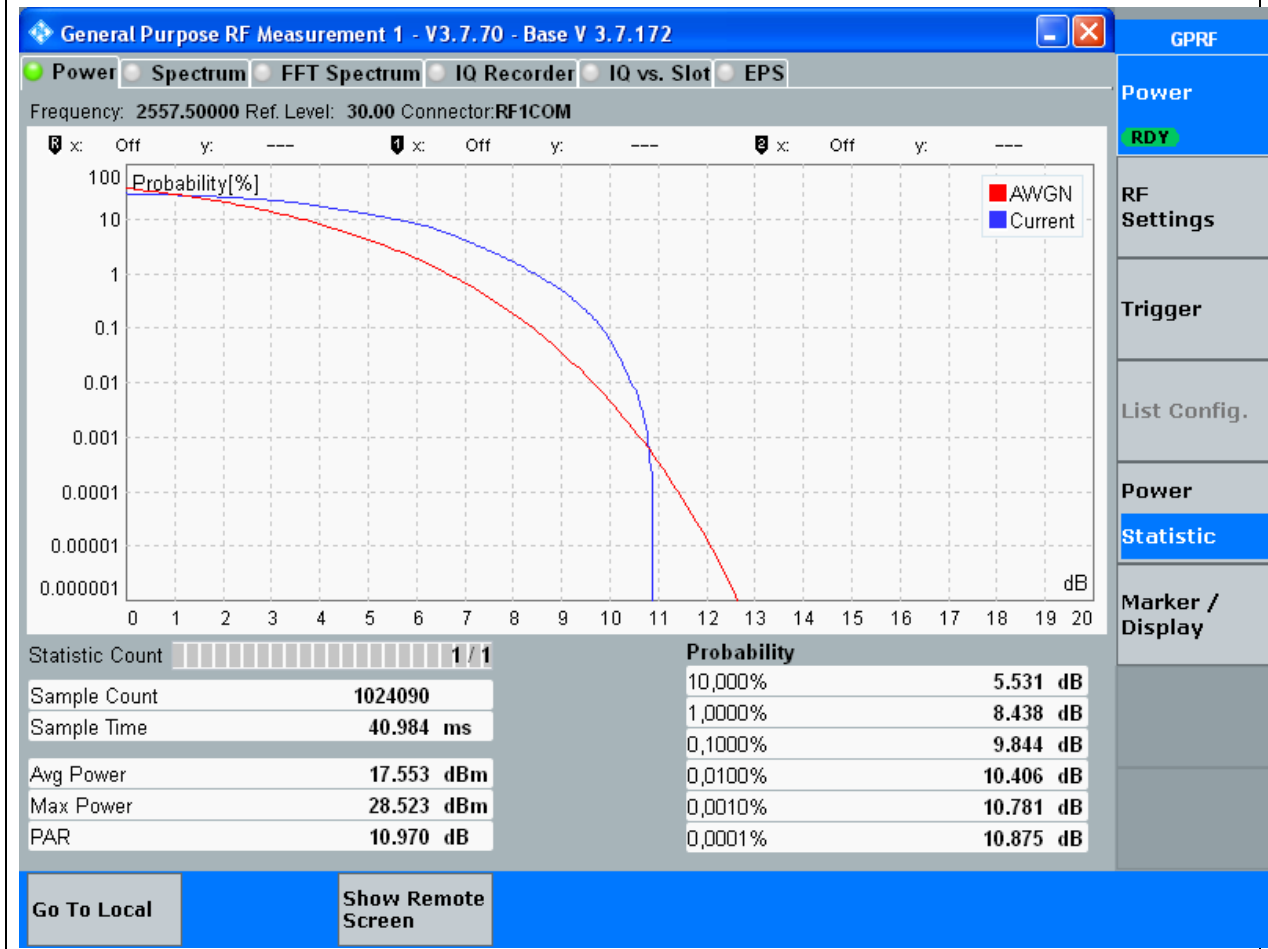 General Purpose RF Measurement 1 - V3.7.70 - Base V 3.7.172
Power Spectrum FFT Spectrum IQ Recorder IQ vs. Slot EPS
Frequency: 2557.50000 Ref. Level: 30.00 Connector:RF1COM
R x: Off y: --- 1 x: Off y: --- 2 x: Off y: ---
Probability[%]
AWGN
Current
100
10
1
0.1
0.01
0.001
0.0001
0.00001
0.000001
dB
0 1 2 3 4 5 6 7 8 9 10 11 12 13 14 15 16 17 18 19 20
Statistic Count 1 / 1
Sample Count 1024090
Sample Time 40.984 ms
Avg Power 17.553 dBm
Max Power 28.523 dBm
PAR 10.970 dB
Probability
10,000% 5.531 dB
1,0000% 8.438 dB
0,1000% 9.844 dB
0,0100% 10.406 dB
0,0010% 10.781 dB
0,0001% 10.875 dB
GPRF
Power
RDY
RF
Settings
Trigger
List Config.
Power
Statistic
Marker /
Display
Go To Local
Show Remote
Screen